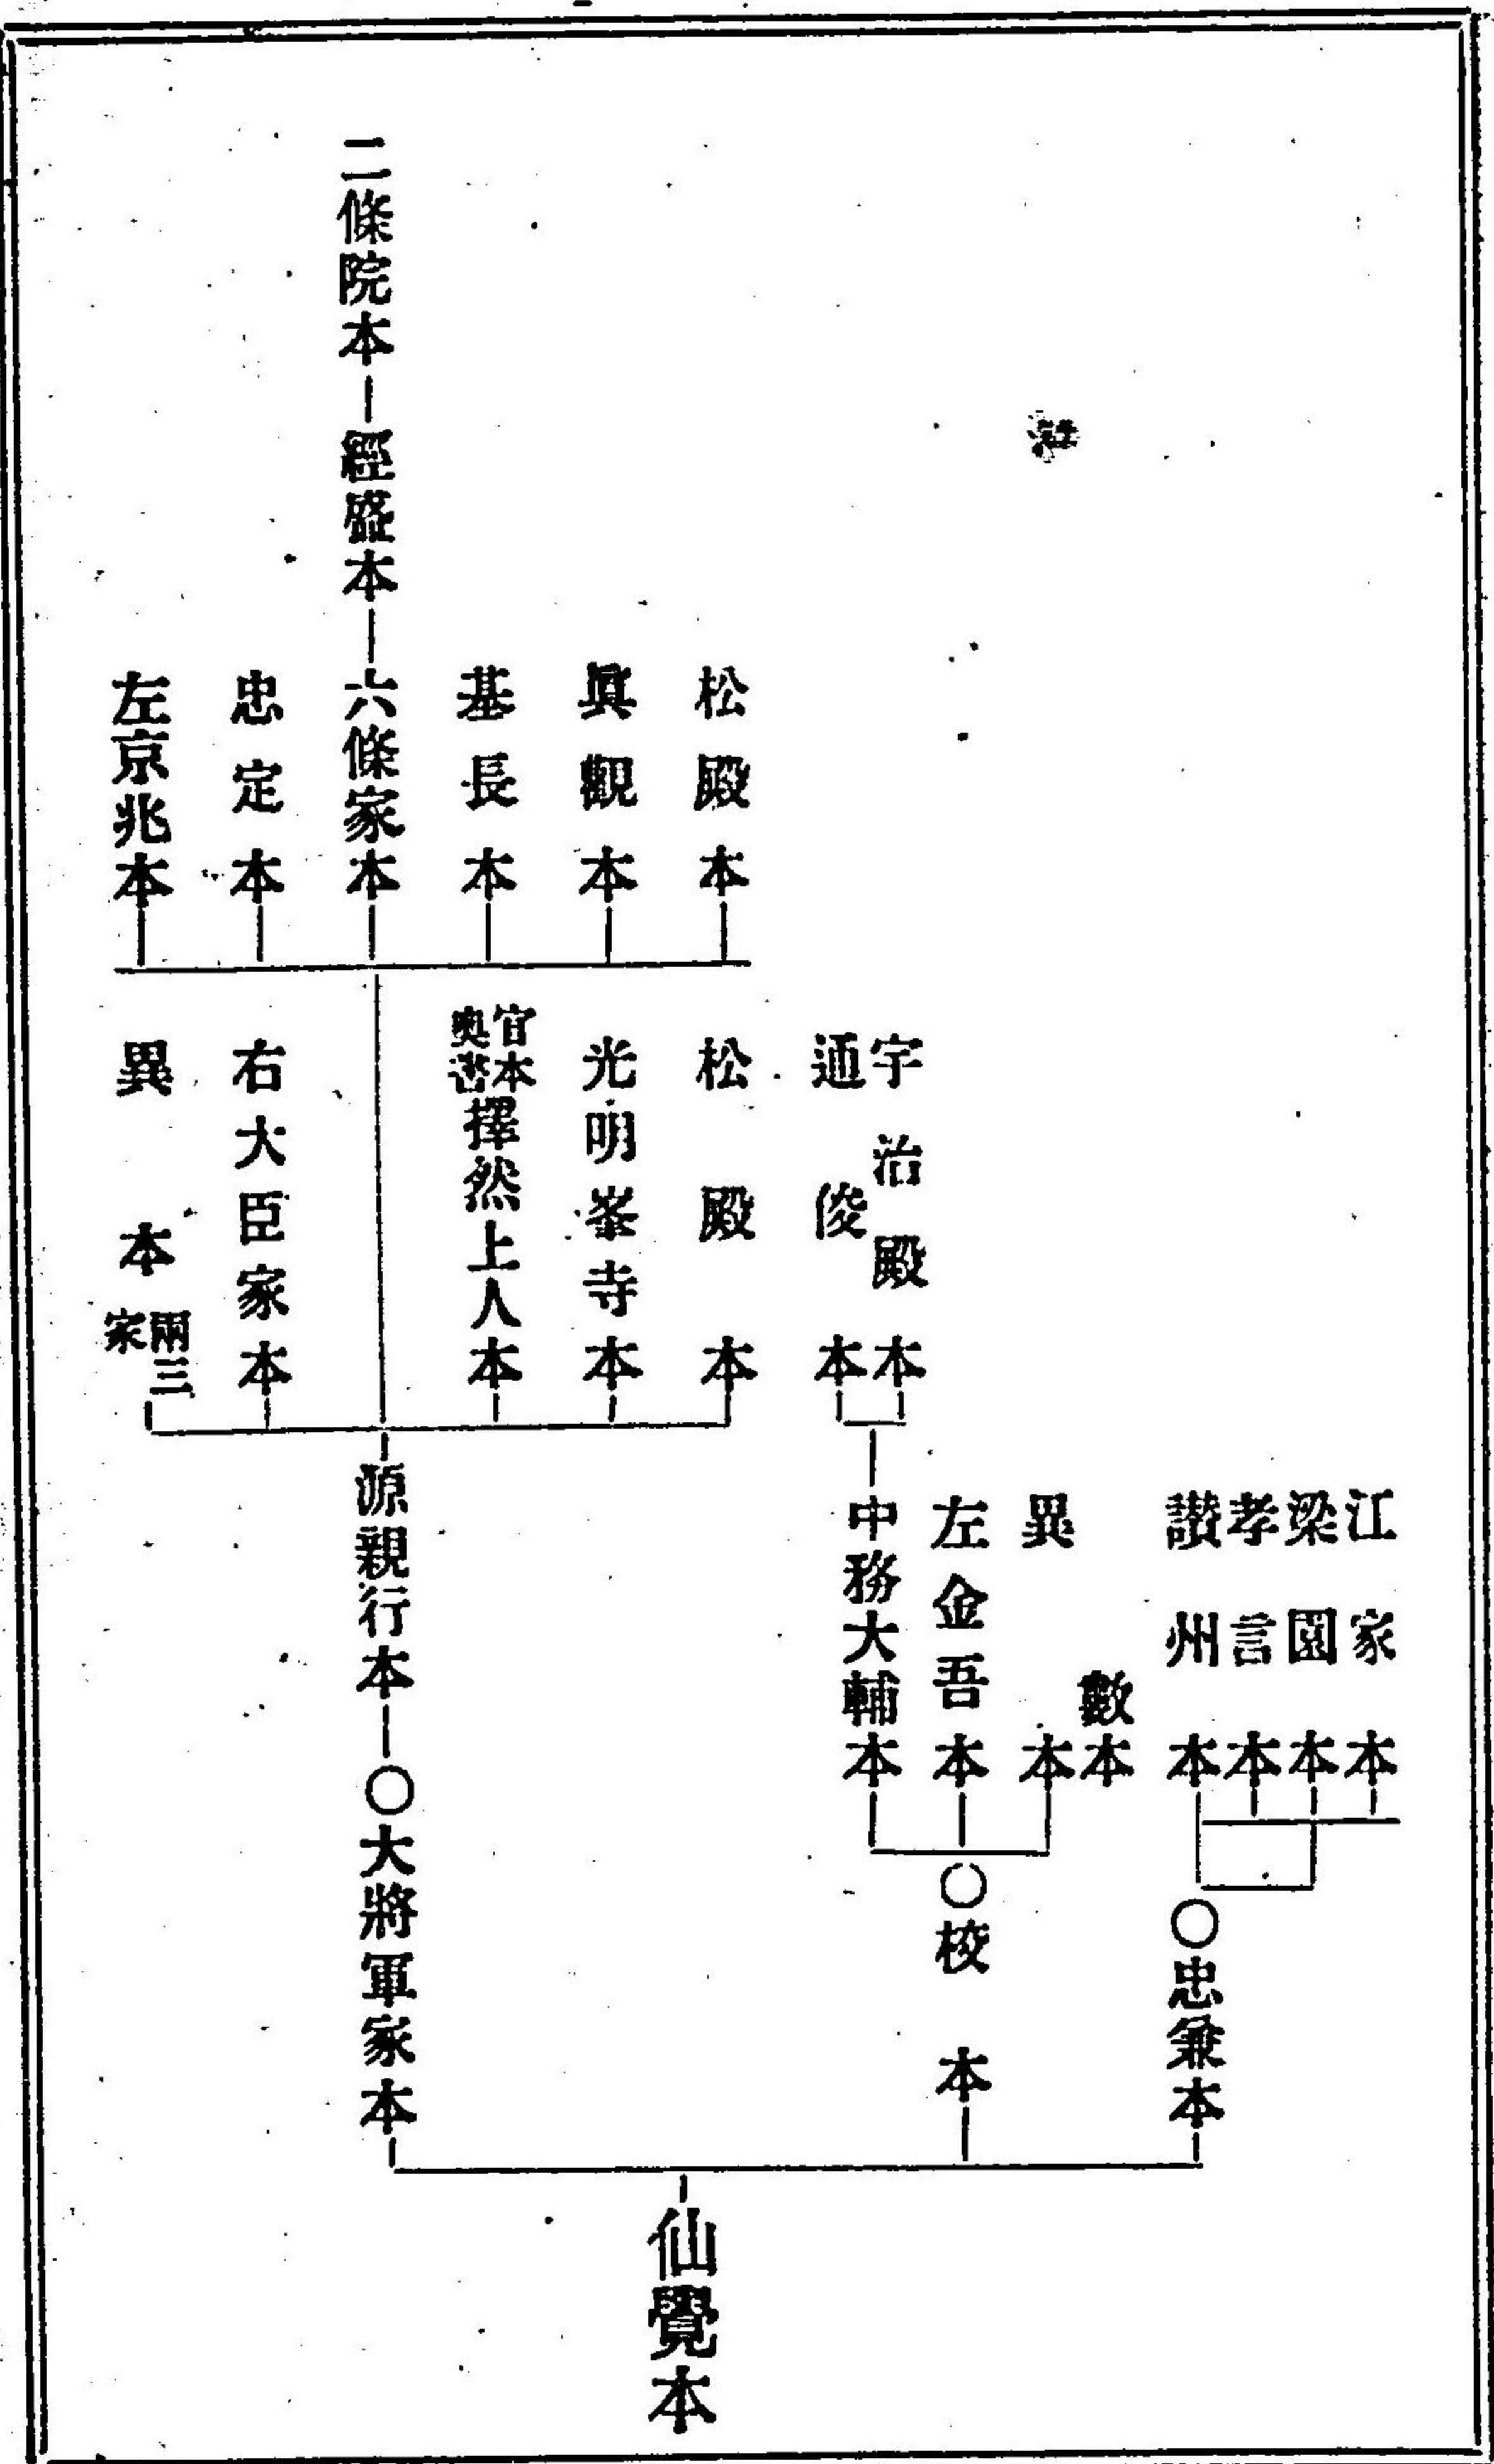 江家本
梁園本
孝言本
讃州本
〇忠兼本
數本
異本
左金吾本
〇校本
宇治殿本
通俊本
中務大輔本
松殿本
眞觀本
基長本
二條院本―經盛本―六條家本
忠定本
左京兆本
松殿本
光明峯寺本
官本奧書擇然上人本
右大臣家本
異本兩三家
源親行本―〇大將軍家本
仙覺本